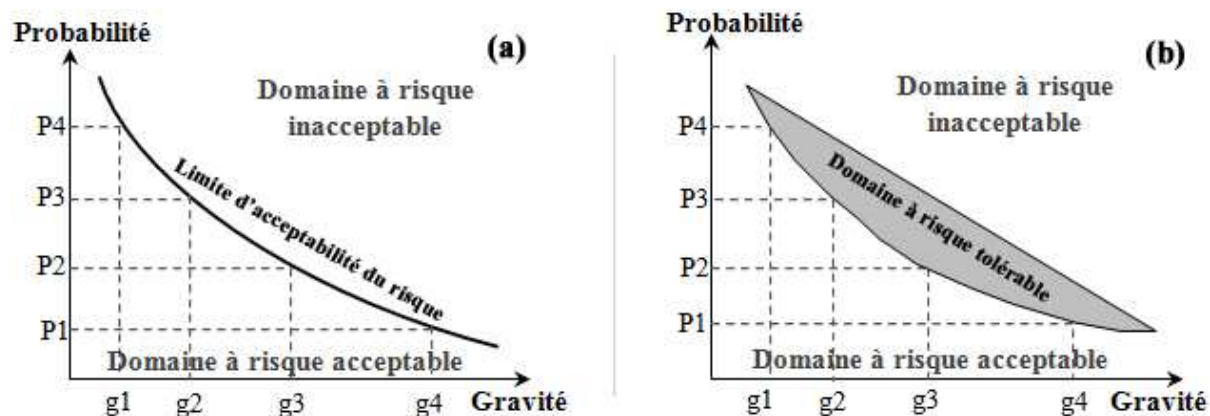 Probabilité
(a)
Domaine à risque
inacceptable
P4
P3
P2
P1
Limite d'acceptabilité du risque
Domaine à risque acceptable
g1
g2
g3
g4
Gravité
Probabilité
(b)
Domaine à risque
inacceptable
P4
P3
P2
P1
Domaine à risque tolérable
Domaine à risque acceptable
g1
g2
g3
g4
Gravité